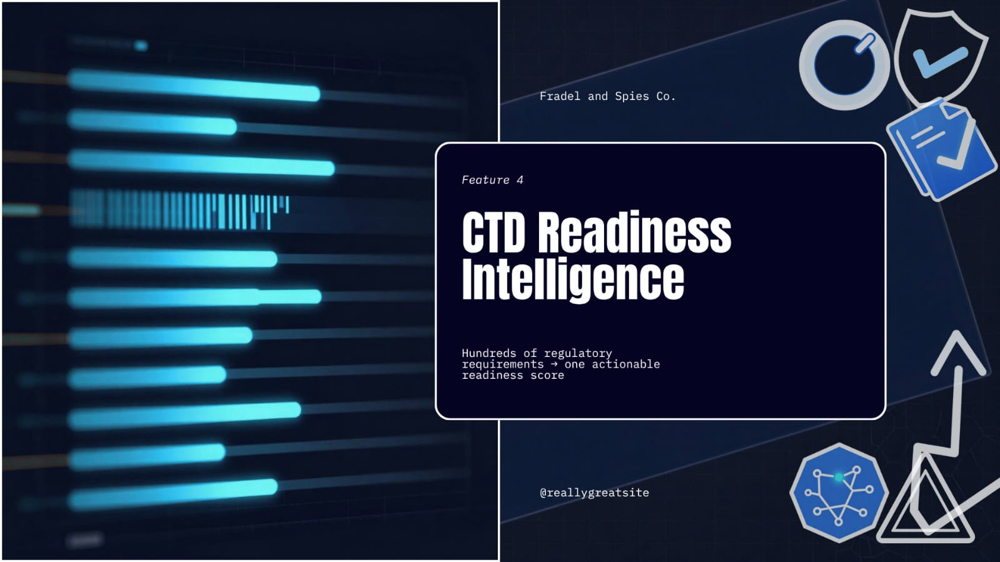 Fradel and Spies Co.
Feature 4
CTD Readiness
Intelligence
Hundreds of regulatory
requirements → one actionable
readiness score
@reallygreatsite